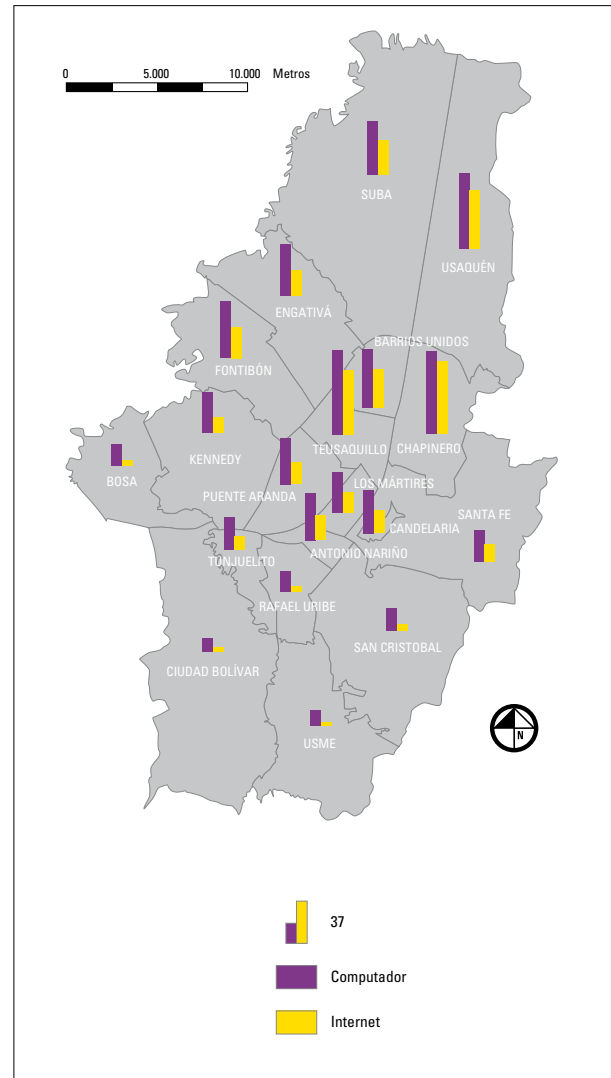 0 5.000 10.000 Metros
SUBA
USAQUÉN
ENGATIVÁ
BARRIOS UNIDOS
FONTIBÓN
TEUSAQUILLO
CHAPINERO
KENNEDY
BOSA
PUENTE ARANDA
LOS MÁRTIRES
SANTA FE
CANDELARIA
ANTONIO NARIÑO
TUNJUELITO
RAFAEL URIBE
SAN CRISTOBAL
CIUDAD BOLÍVAR
USME
N
37
Computador
Internet